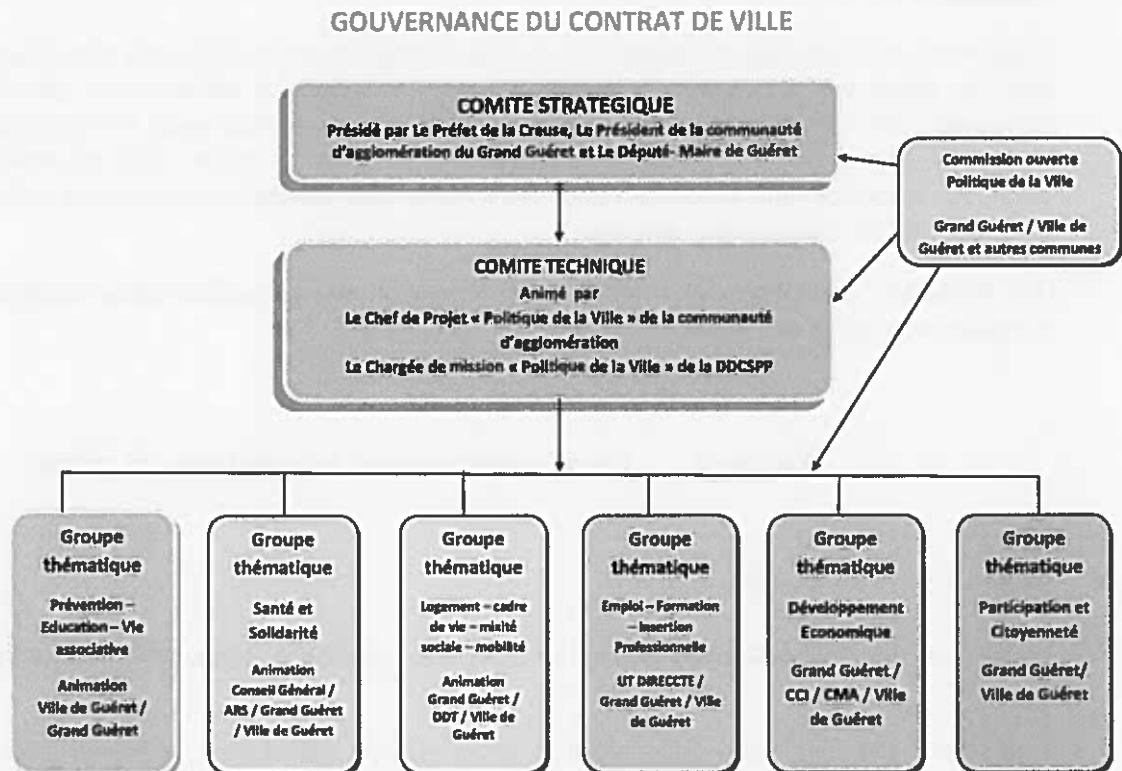 GOUVERNANCE DU CONTRAT DE VILLE
COMITE STRATEGIQUE
Présidé par Le Préfet de la Creuse, Le Président de la communauté
d'agglomération du Grand Guéret et Le Député- Maire de Guéret
Commission ouverte
Politique de la Ville
Grand Guéret / Ville de
Guéret et autres communes
COMITE TECHNIQUE
Animé par
Le Chef de Projet « Politique de la Ville » de la communauté
d'agglomération
La Chargée de mission « Politique de la Ville » de la DDCSPP
Groupe
thématique
Prévention –
Education – Vie
associative
Animation
Ville de Guéret /
Grand Guéret
Groupe
thématique
Santé et
Solidarité
Animation
Conseil Général /
ARS / Grand Guéret
/ Ville de Guéret
Groupe
thématique
Logement – cadre
de vie – mixité
sociale – mobilité
Animation
Grand Guéret /
DDT / Ville de
Guéret
Groupe
thématique
Emploi – Formation
– Insertion
Professionnelle
UT DIRECCTE /
Grand Guéret / Ville
de Guéret
Groupe
thématique
Développement
Economique
Grand Guéret /
CCI / CMA / Ville
de Guéret
Groupe
thématique
Participation et
Citoyenneté
Grand Guéret/
Ville de Guéret